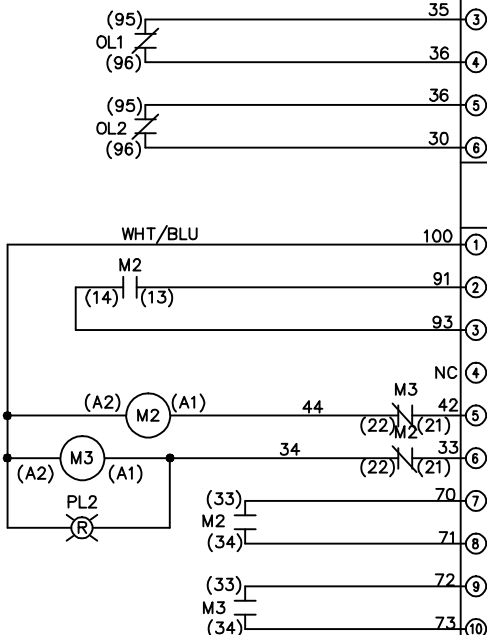 (95) 35 3
OL1
(96) 36 4
(95) 36 5
OL2
(96) 30 6
WHT/BLU 100 1
M2 91 2
(14) (13)
93 3
NC 4
M3
(A2) M2 (A1) 44 42 5
(22) (21)
M2
M3 34 33 6
(A2) (A1) (22) (21)
PL2
R
(33) 70 7
M2
(34) 71 8
(33) 72 9
M3
(34) 73 10